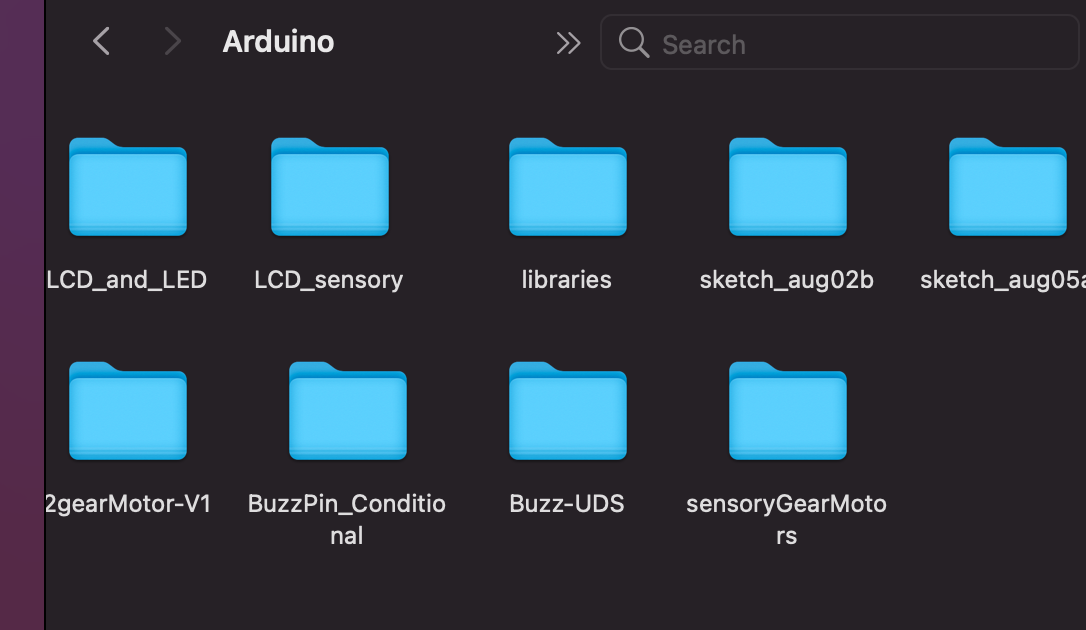 Arduino
Search
LCD_and_LED
LCD_sensory
libraries
sketch_aug02b
sketch_aug05a
2gearMotor-V1
BuzzPin_Conditio
nal
Buzz-UDS
sensoryGearMoto
rs